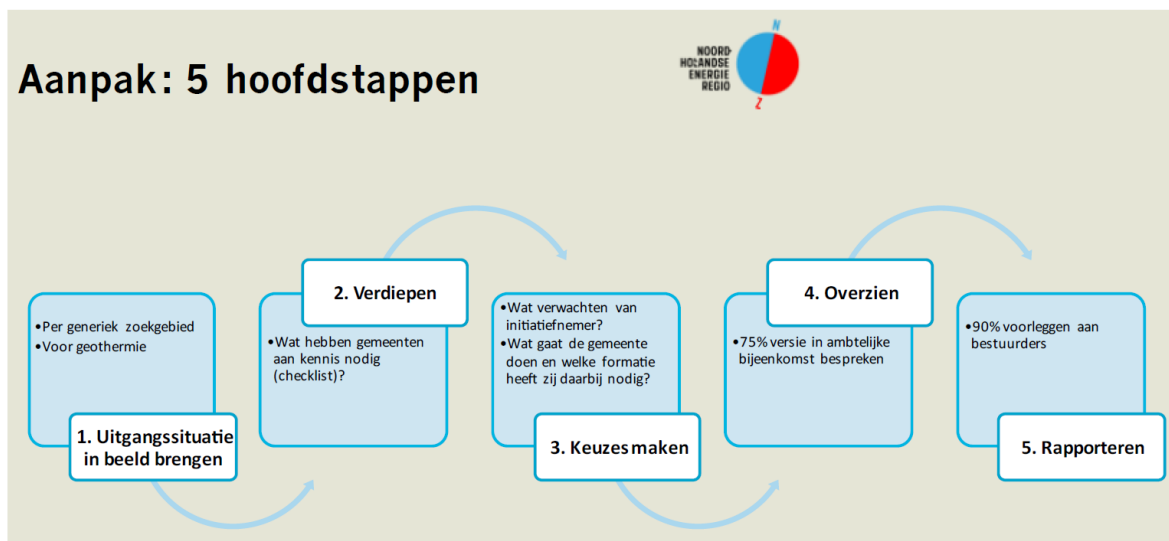 Aanpak: 5 hoofdstappen
N
NOORD
HOLANDSE
ENERGIE
REGIO
Z
•Per generiek zoekgebied
•Voor geothermie
1. Uitgangssituatie
in beeld brengen
2. Verdiepen
•Wat hebben gemeenten
aan kennis nodig
(checklist)?
•Wat verwachten van
initiatiefnemer?
•Wat gaat de gemeente
doen en welke formatie
heeft zij daarbij nodig?
3. Keuzes maken
4. Overzien
•75% versie in ambtelijke
bijeenkomst bespreken
•90% voorleggen aan
bestuurders
5. Rapporteren